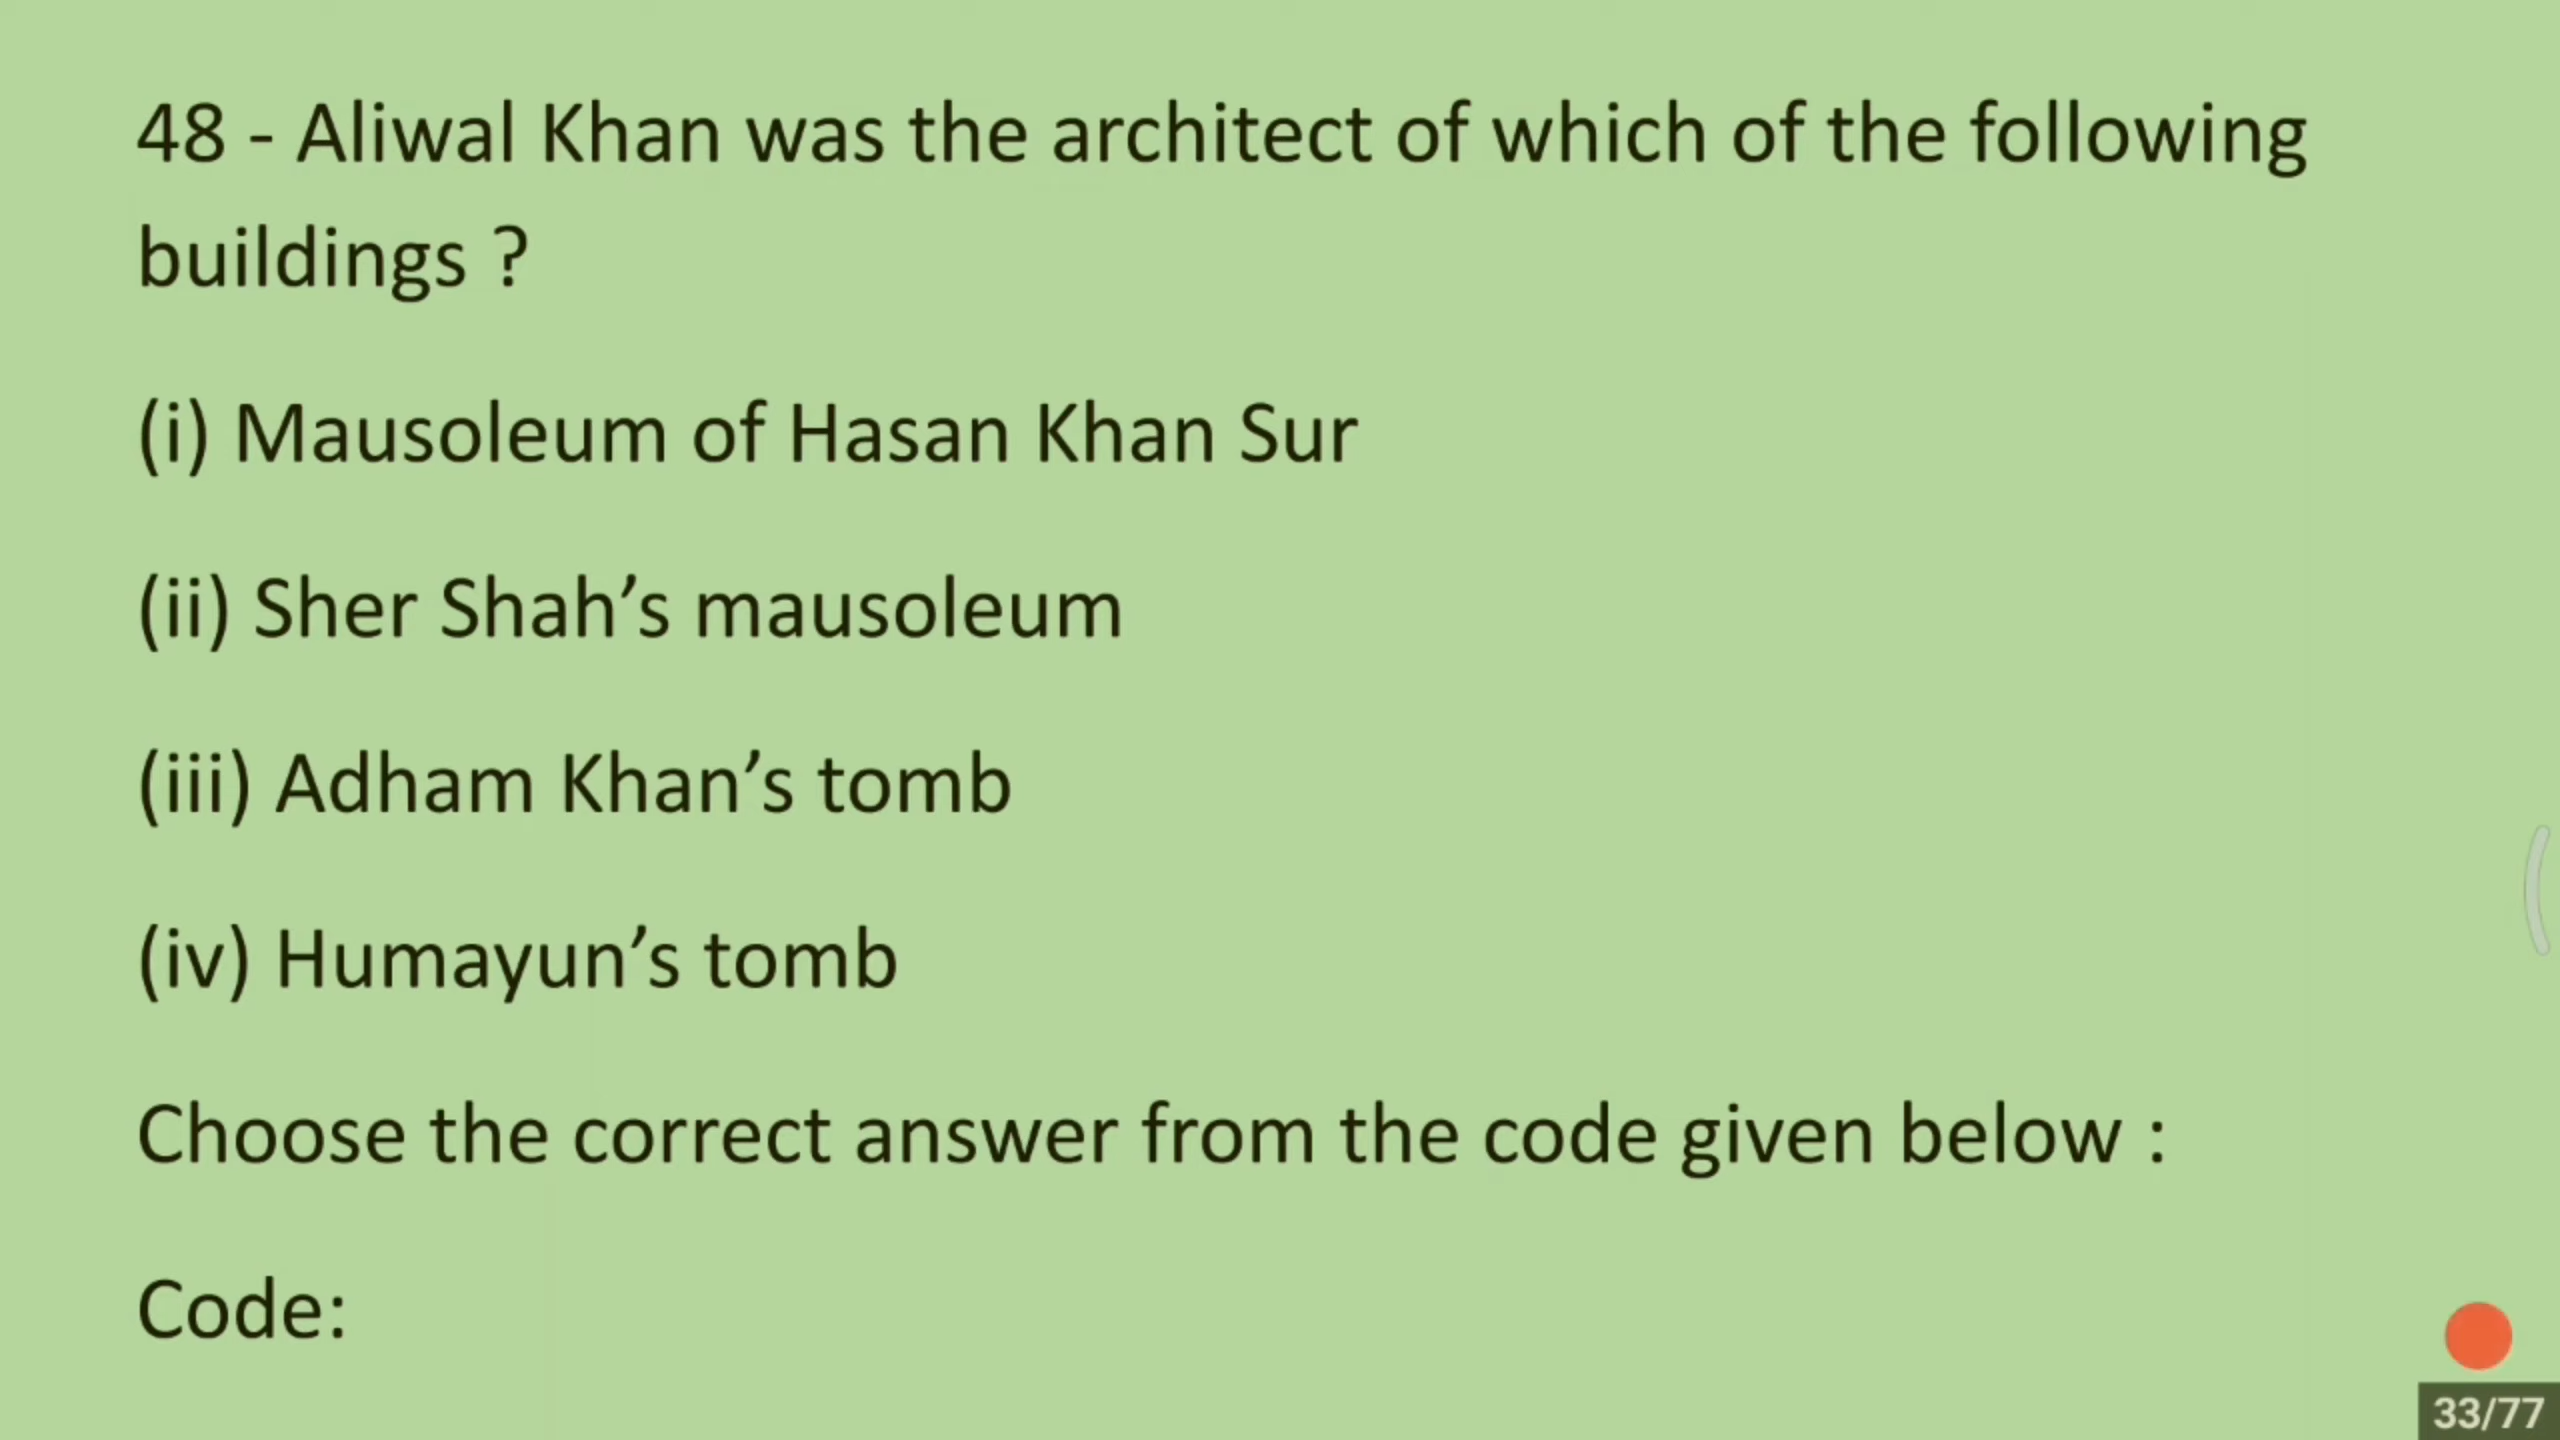 48 - Aliwal Khan was the architect of which of the following
buildings ?
(i) Mausoleum of Hasan Khan Sur
(ii) Sher Shah’s mausoleum
(iii) Adham Khan’s tomb
(iv) Humayun’s tomb
Choose the correct answer from the code given below :
Code:
33/77